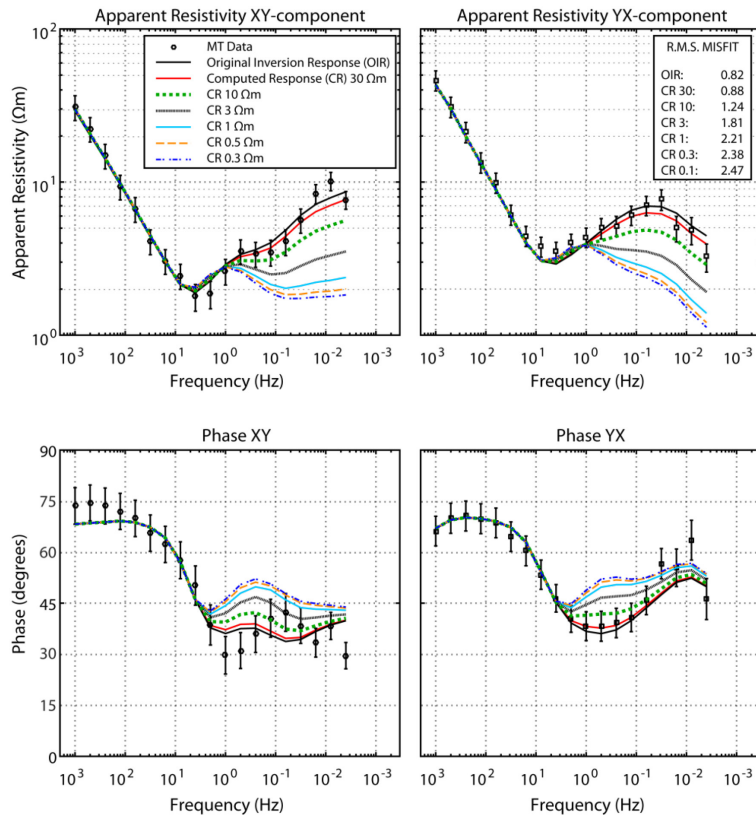 Apparent Resistivity XY-component
Apparent Resistivity YX-component
10²
10¹
10⁰
Apparent Resistivity (Ωm)
MT Data
Original Inversion Response (OIR)
Computed Response (CR) 30 Ωm
CR 10 Ωm
CR 3 Ωm
CR 1 Ωm
CR 0.5 Ωm
CR 0.3 Ωm
R.M.S. MISFIT
OIR: 0.82
CR 30: 0.88
CR 10: 1.24
CR 3: 1.81
CR 1: 2.21
CR 0.3: 2.38
CR 0.1: 2.47
10³ 10² 10¹ 10⁰ 10⁻¹ 10⁻² 10⁻³
10³ 10² 10¹ 10⁰ 10⁻¹ 10⁻² 10⁻³
Frequency (Hz)
Frequency (Hz)
Phase XY
Phase YX
90
75
60
45
30
15
0
Phase (degrees)
10³ 10² 10¹ 10⁰ 10⁻¹ 10⁻² 10⁻³
10³ 10² 10¹ 10⁰ 10⁻¹ 10⁻² 10⁻³
Frequency (Hz)
Frequency (Hz)